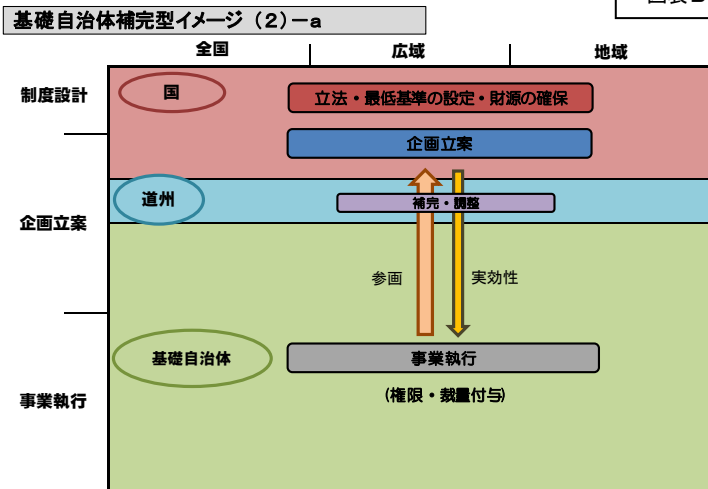 基礎自治体補完型イメージ（２）－a
全国
広域
地域
制度設計
国
立法・最低基準の設定・財源の確保
企画立案
道州
補完・調整
企画立案
参画
実効性
基礎自治体
事業執行
(権限・裁量付与)
事業執行